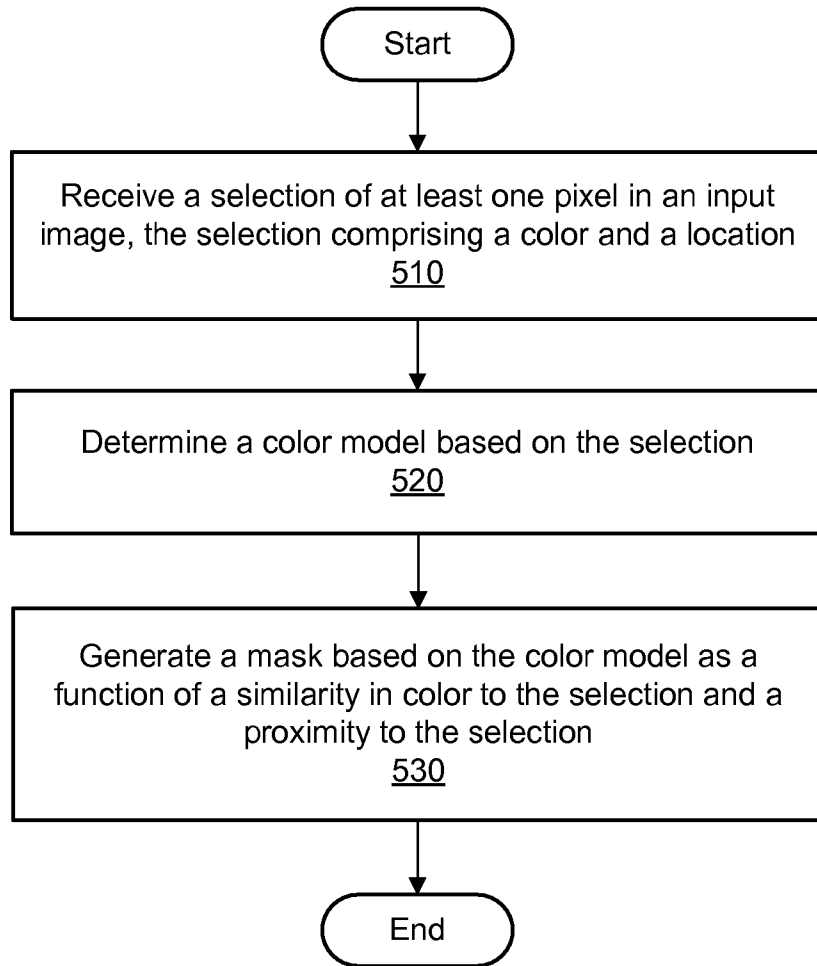 Start
Receive a selection of at least one pixel in an input
image, the selection comprising a color and a location
510
Determine a color model based on the selection
520
Generate a mask based on the color model as a
function of a similarity in color to the selection and a
proximity to the selection
530
End